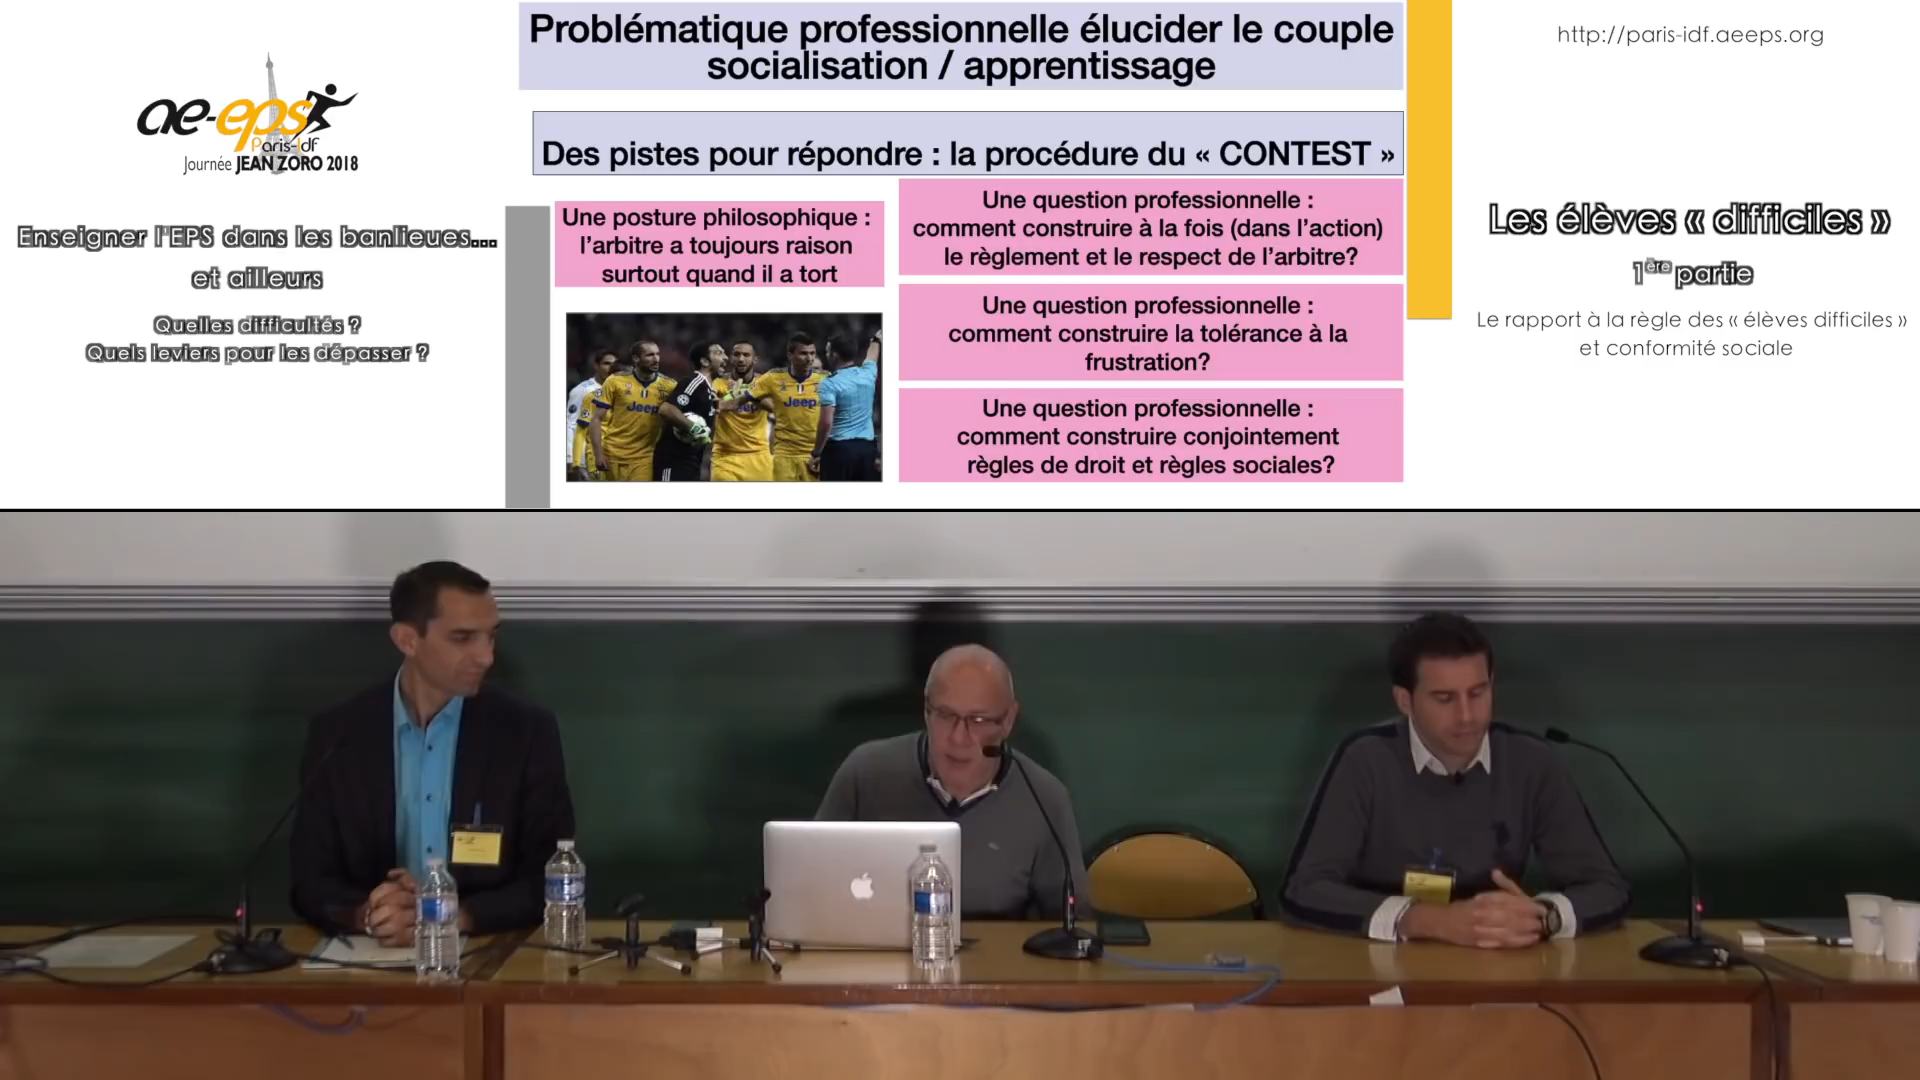 ae-eps
Paris-Idf
Journée JEAN ZORO 2018
Enseigner l'EPS dans les banlieues...
et ailleurs
Quelles difficultés ?
Quels leviers pour les dépasser ?
Problématique professionnelle élucider le couple
socialisation / apprentissage
Des pistes pour répondre : la procédure du « CONTEST »
Une posture philosophique :
l’arbitre a toujours raison
surtout quand il a tort
Jeep
Jeep
Une question professionnelle :
comment construire à la fois (dans l’action)
le règlement et le respect de l’arbitre?
Une question professionnelle :
comment construire la tolérance à la
frustration?
Une question professionnelle :
comment construire conjointement
règles de droit et règles sociales?
http://paris-idf.aeeps.org
Les élèves « difficiles »
1ère partie
Le rapport à la règle des « élèves difficiles »
et conformité sociale